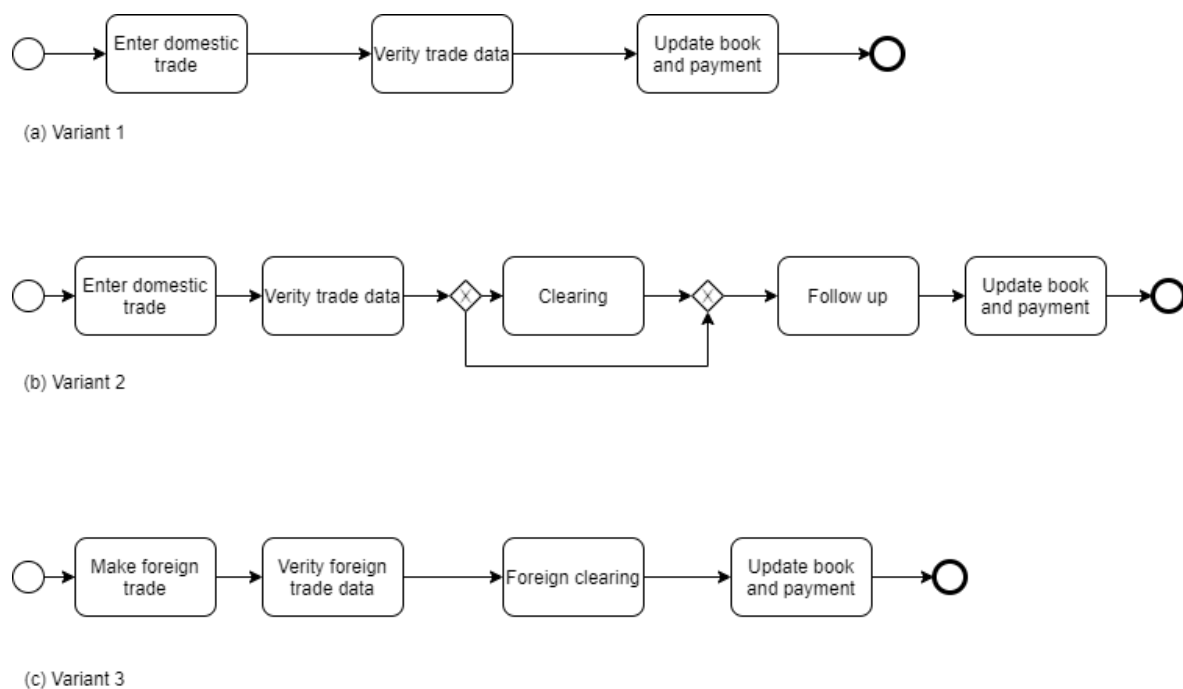 Enter domestic
trade
Verity trade data
Update book
and payment
(a) Variant 1
Enter domestic
trade
Verity trade data
X
Clearing
X
Follow up
Update book
and payment
(b) Variant 2
Make foreign
trade
Verity foreign
trade data
Foreign clearing
Update book
and payment
(c) Variant 3